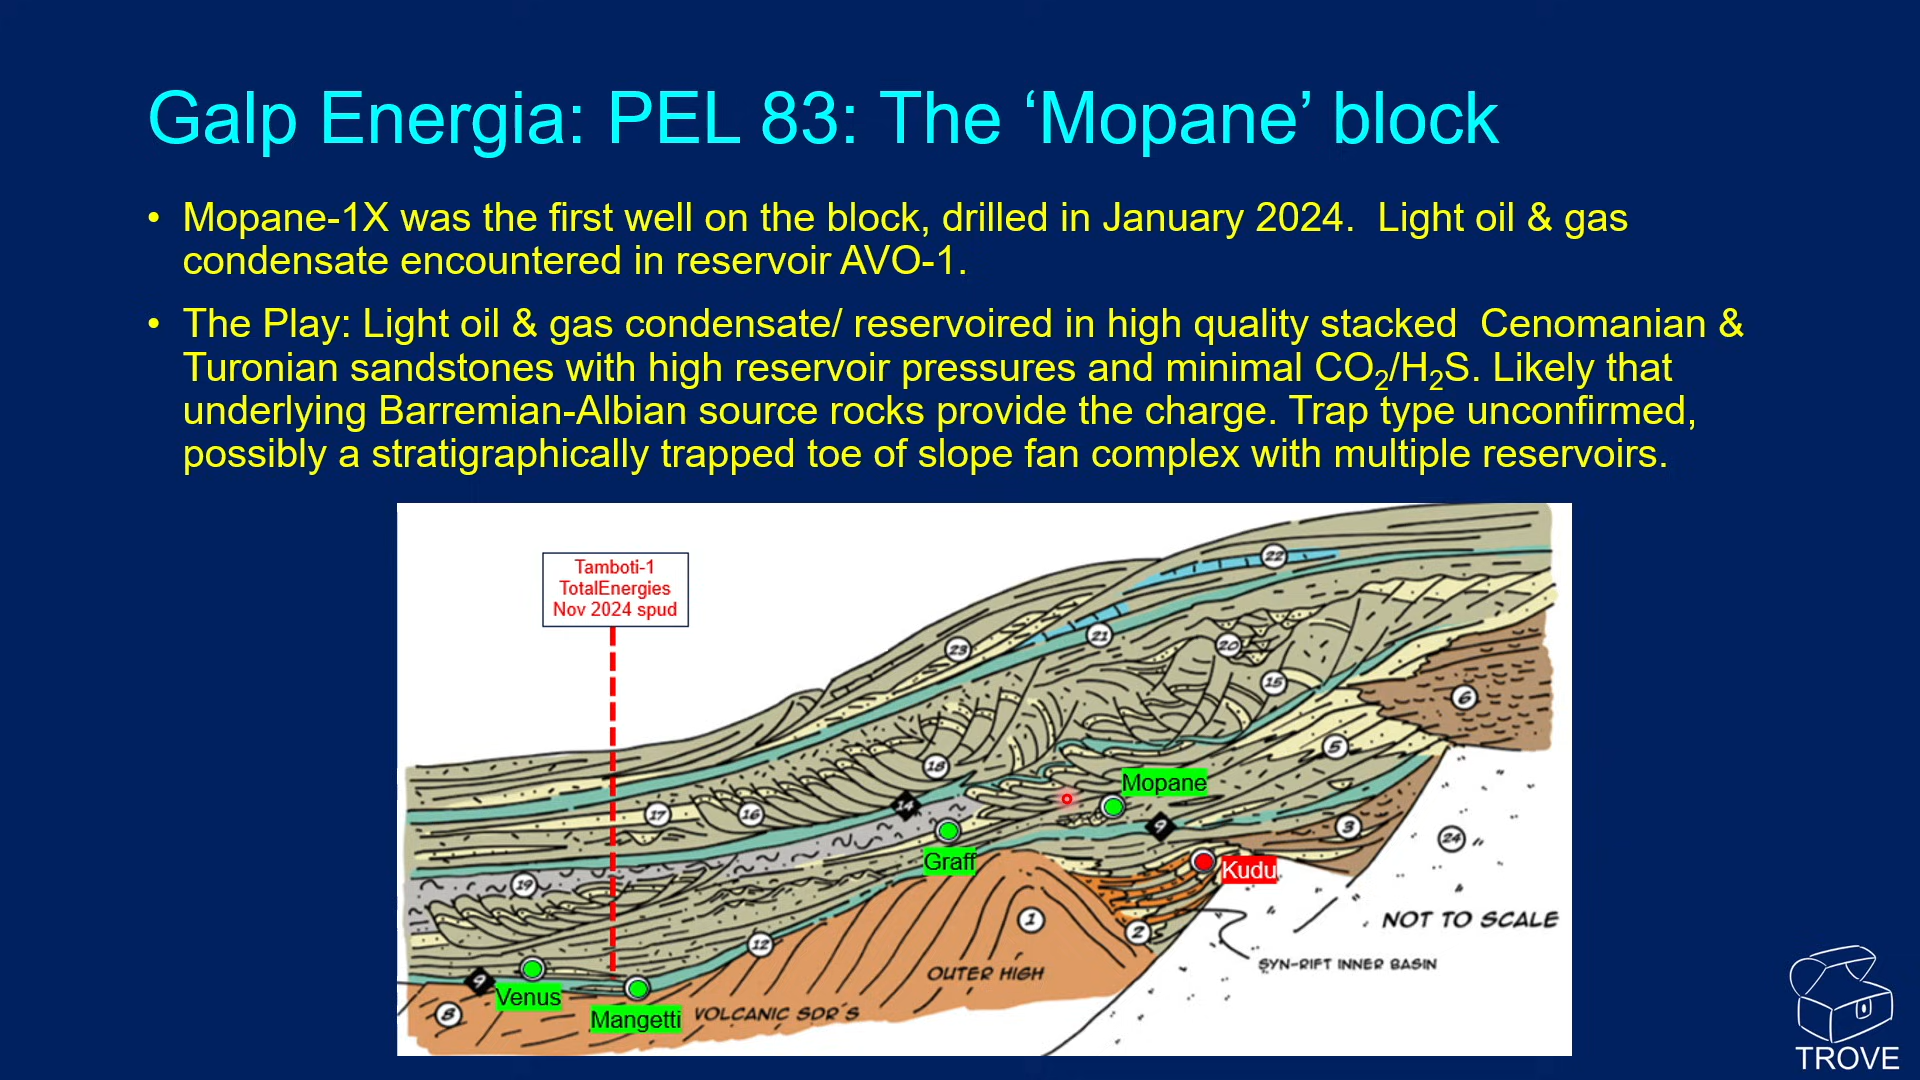 Galp Energia: PEL 83: The ‘Mopane’ block
• Mopane-1X was the first well on the block, drilled in January 2024.  Light oil & gas
condensate encountered in reservoir AVO-1.
• The Play: Light oil & gas condensate/ reservoired in high quality stacked  Cenomanian &
Turonian sandstones with high reservoir pressures and minimal CO₂/H₂S. Likely that
underlying Barremian-Albian source rocks provide the charge. Trap type unconfirmed,
possibly a stratigraphically trapped toe of slope fan complex with multiple reservoirs.
Tamboti-1
TotalEnergies
Nov 2024 spud
22
21
23
20
15
6
5
18
Mopane
14
17
16
9
3
24
Graff
Kudu
19
1
2
NOT TO SCALE
12
SYN-RIFT INNER BASIN
OUTER HIGH
9
Venus
8
Mangetti
VOLCANIC SDR'S
TROVE